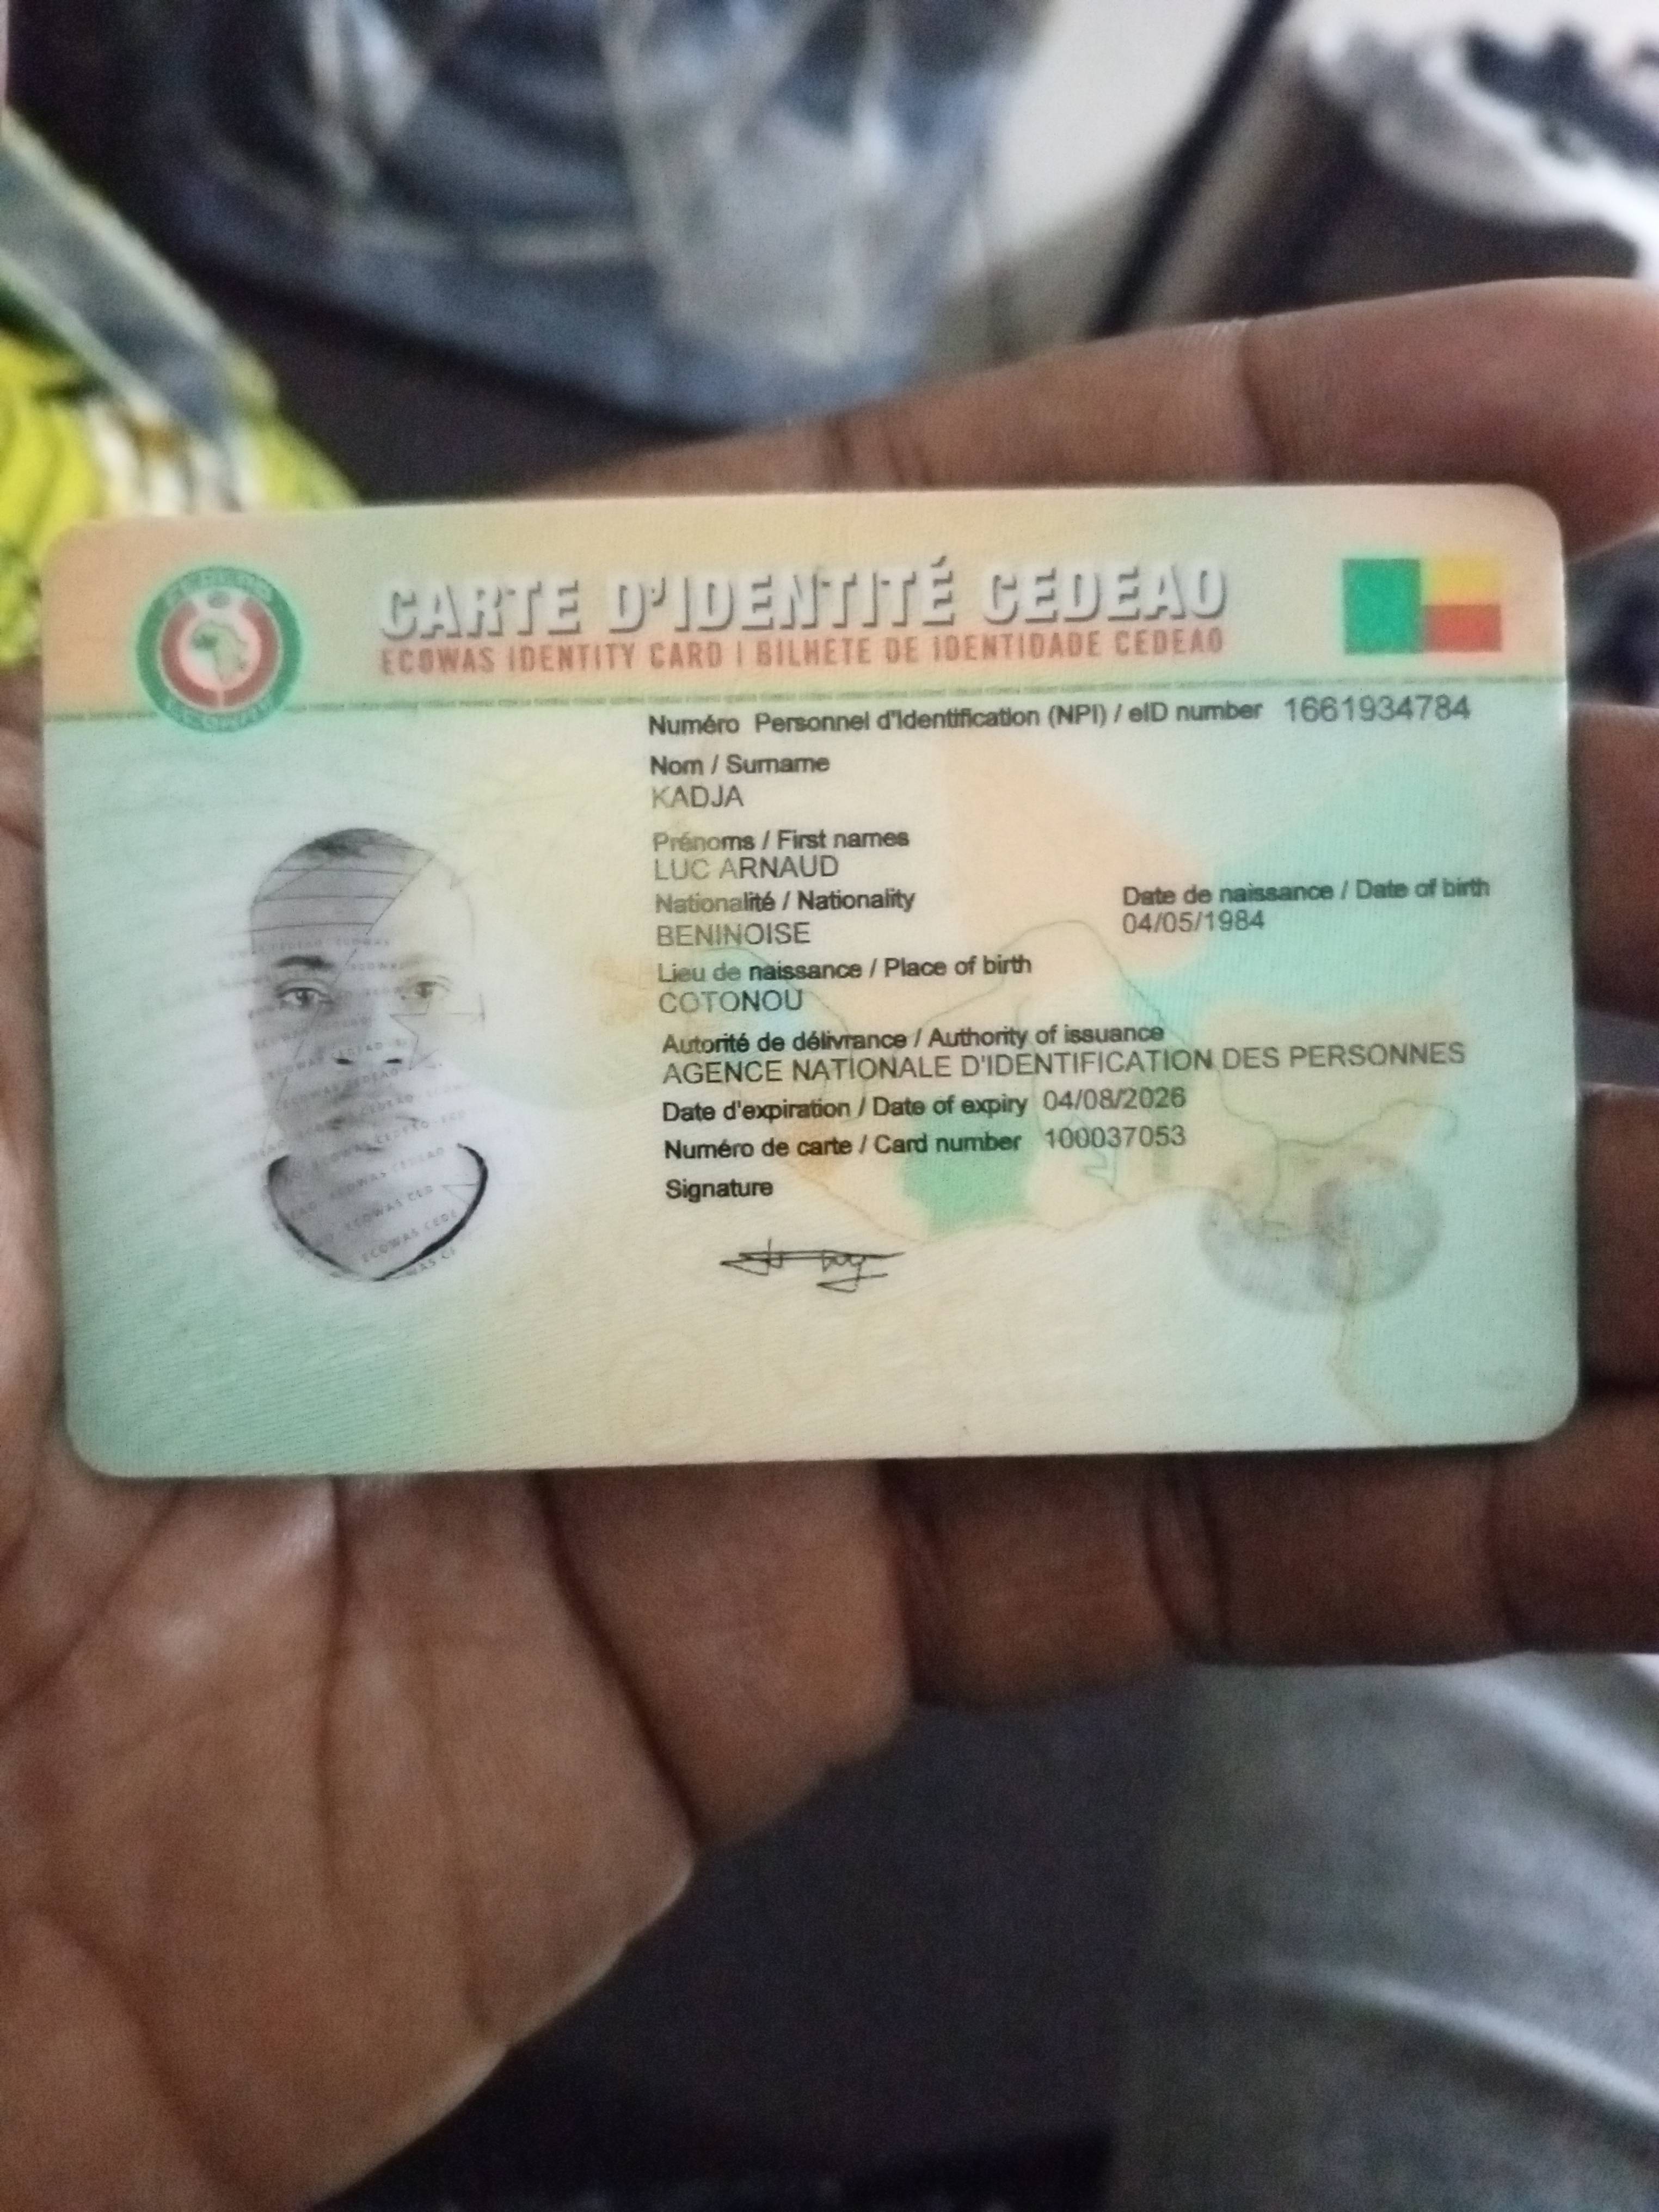 CARTE D'IDENTITÉ CEDEAO
ECOWAS IDENTITY CARD | BILHETE DE IDENTIDADE CEDEAO
Numéro Personnel d'Identification (NPI) / eID number 1661934784
Nom / Surname
KADJA
Prénoms / First names
LUC ARNAUD
Nationalité / Nationality
BENINOISE
Date de naissance / Date of birth
04/05/1984
Lieu de naissance / Place of birth
COTONOU
Autorité de délivrance / Authority of issuance
AGENCE NATIONALE D'IDENTIFICATION DES PERSONNES
Date d'expiration / Date of expiry 04/08/2026
Numéro de carte / Card number 100037053
Signature